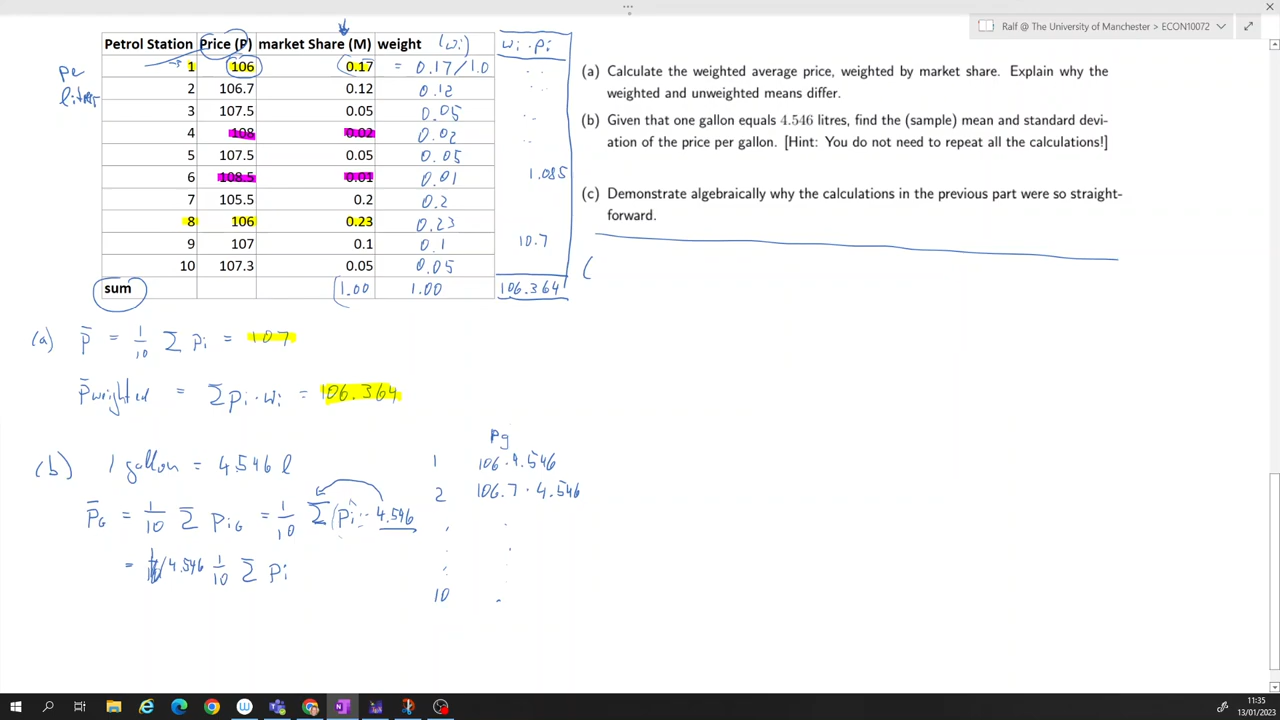 Ralf @ The University of Manchester > ECON10072
Petrol Station Price (P) market Share (M) weight (wi) wi·pi
per litre
1 106 0.17 = 0.17/1.0
2 106.7 0.12 0.12
3 107.5 0.05 0.05
4 108 0.02 0.02
5 107.5 0.05 0.05
6 108.5 0.01 0.01 1.085
7 105.5 0.2 0.2
8 106 0.23 0.23
9 107 0.1 0.1 10.7
10 107.3 0.05 0.05
sum 1.00 1.00 106.364
(a) Calculate the weighted average price, weighted by market share. Explain why the
weighted and unweighted means differ.
(b) Given that one gallon equals 4.546 litres, find the (sample) mean and standard devi-
ation of the price per gallon. [Hint: You do not need to repeat all the calculations!]
(c) Demonstrate algebraically why the calculations in the previous part were so straight-
forward.
(
(a) p̄ = 1/10 Σ pi = 107
p̄weighted = Σ pi·wi = 106.364
(b) 1 gallon = 4.546 l
p̄G = 1/10 Σ piG = 1/10 Σ (pi · 4.546
= 4.546 1/10 Σ pi
Pg
1 106·4.546
2 106.7·4.546
10
11:35
13/01/2023